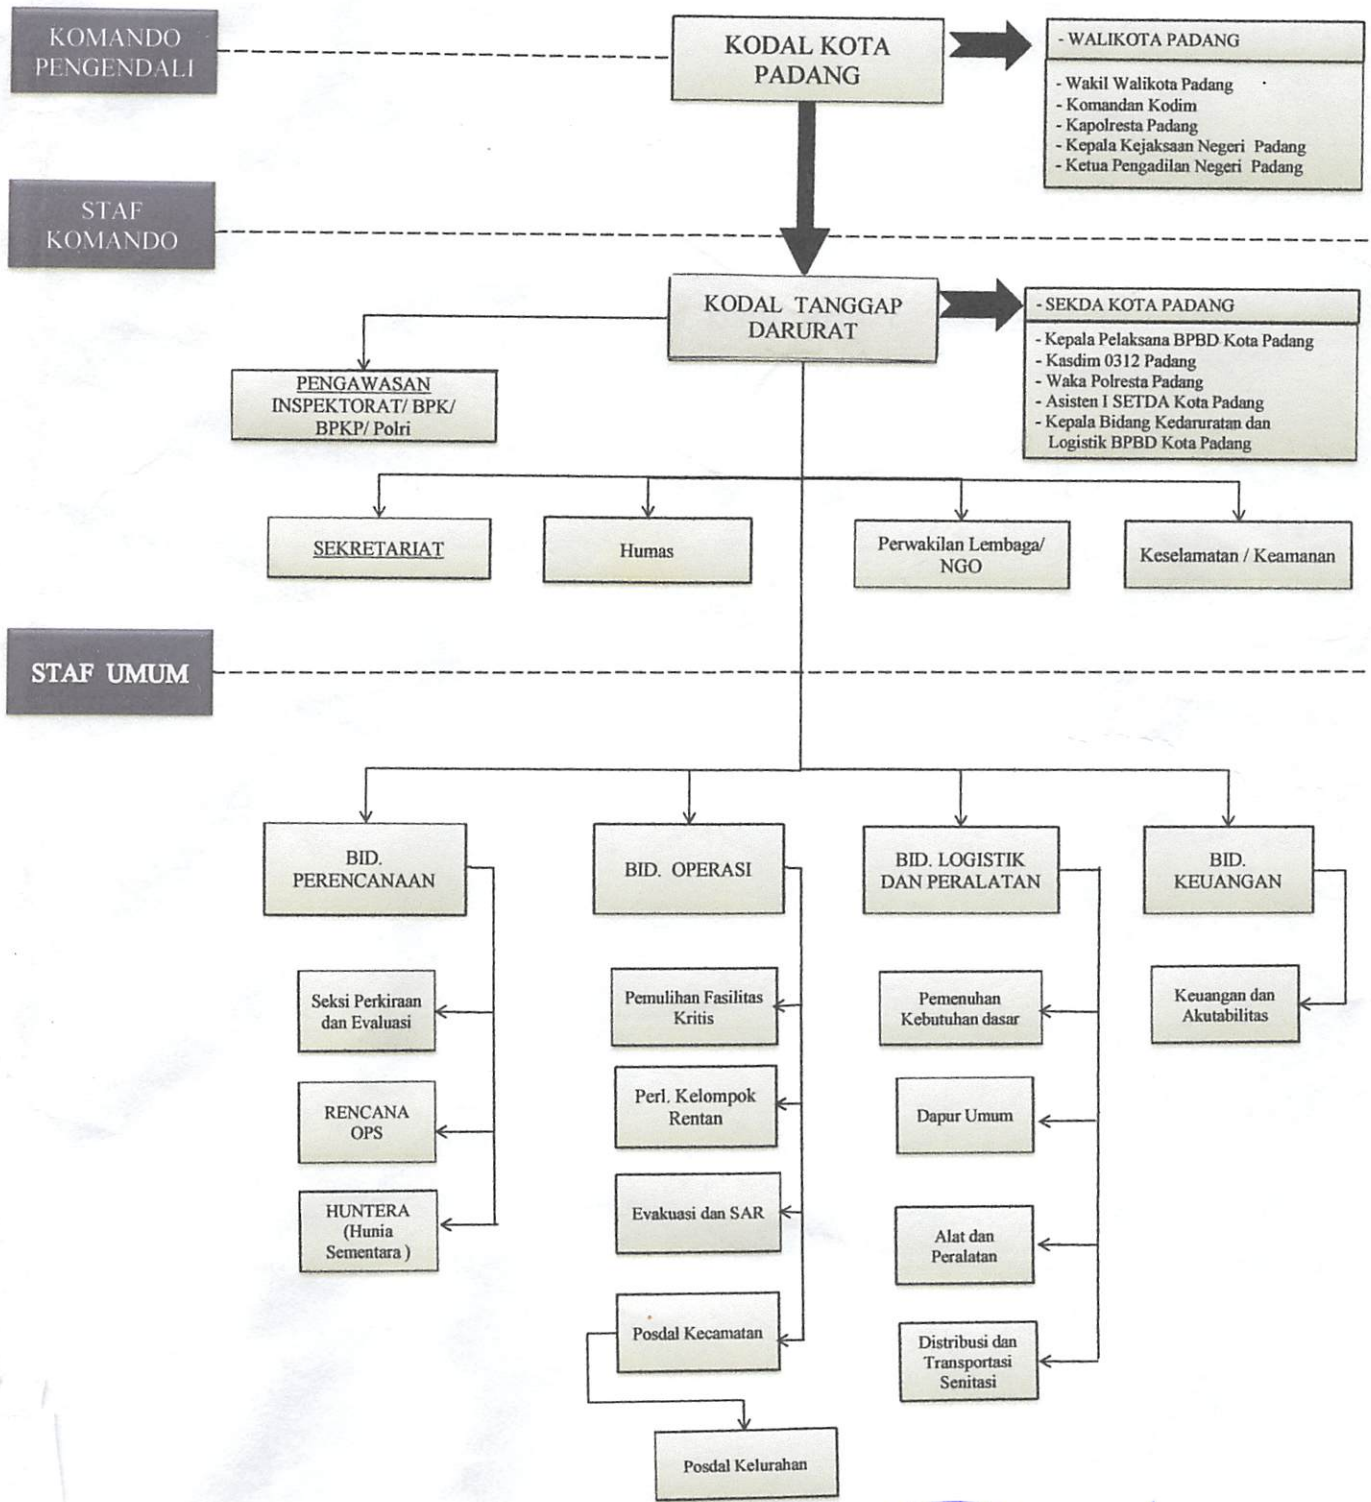 KOMANDO
PENGENDALI
KODAL KOTA
PADANG
- WALIKOTA PADANG
- Wakil Walikota Padang
- Komandan Kodim
- Kapolresta Padang
- Kepala Kejaksaan Negeri Padang
- Ketua Pengadilan Negeri Padang
STAF
KOMANDO
KODAL TANGGAP
DARURAT
- SEKDA KOTA PADANG
- Kepala Pelaksana BPBD Kota Padang
- Kasdim 0312 Padang
- Waka Polresta Padang
- Asisten I SETDA Kota Padang
- Kepala Bidang Kedaruratan dan
Logistik BPBD Kota Padang
PENGAWASAN
INSPEKTORAT/ BPK/
BPKP/ Polri
SEKRETARIAT
Humas
Perwakilan Lembaga/
NGO
Keselamatan / Keamanan
STAF UMUM
BID.
PERENCANAAN
BID. OPERASI
BID. LOGISTIK
DAN PERALATAN
BID.
KEUANGAN
Seksi Perkiraan
dan Evaluasi
Pemulihan Fasilitas
Kritis
Pemenuhan
Kebutuhan dasar
Keuangan dan
Akutabilitas
RENCANA
OPS
Perl. Kelompok
Rentan
Dapur Umum
HUNTERA
(Hunia
Sementara )
Evakuasi dan SAR
Alat dan
Peralatan
Posdal Kecamatan
Distribusi dan
Transportasi
Senitasi
Posdal Kelurahan